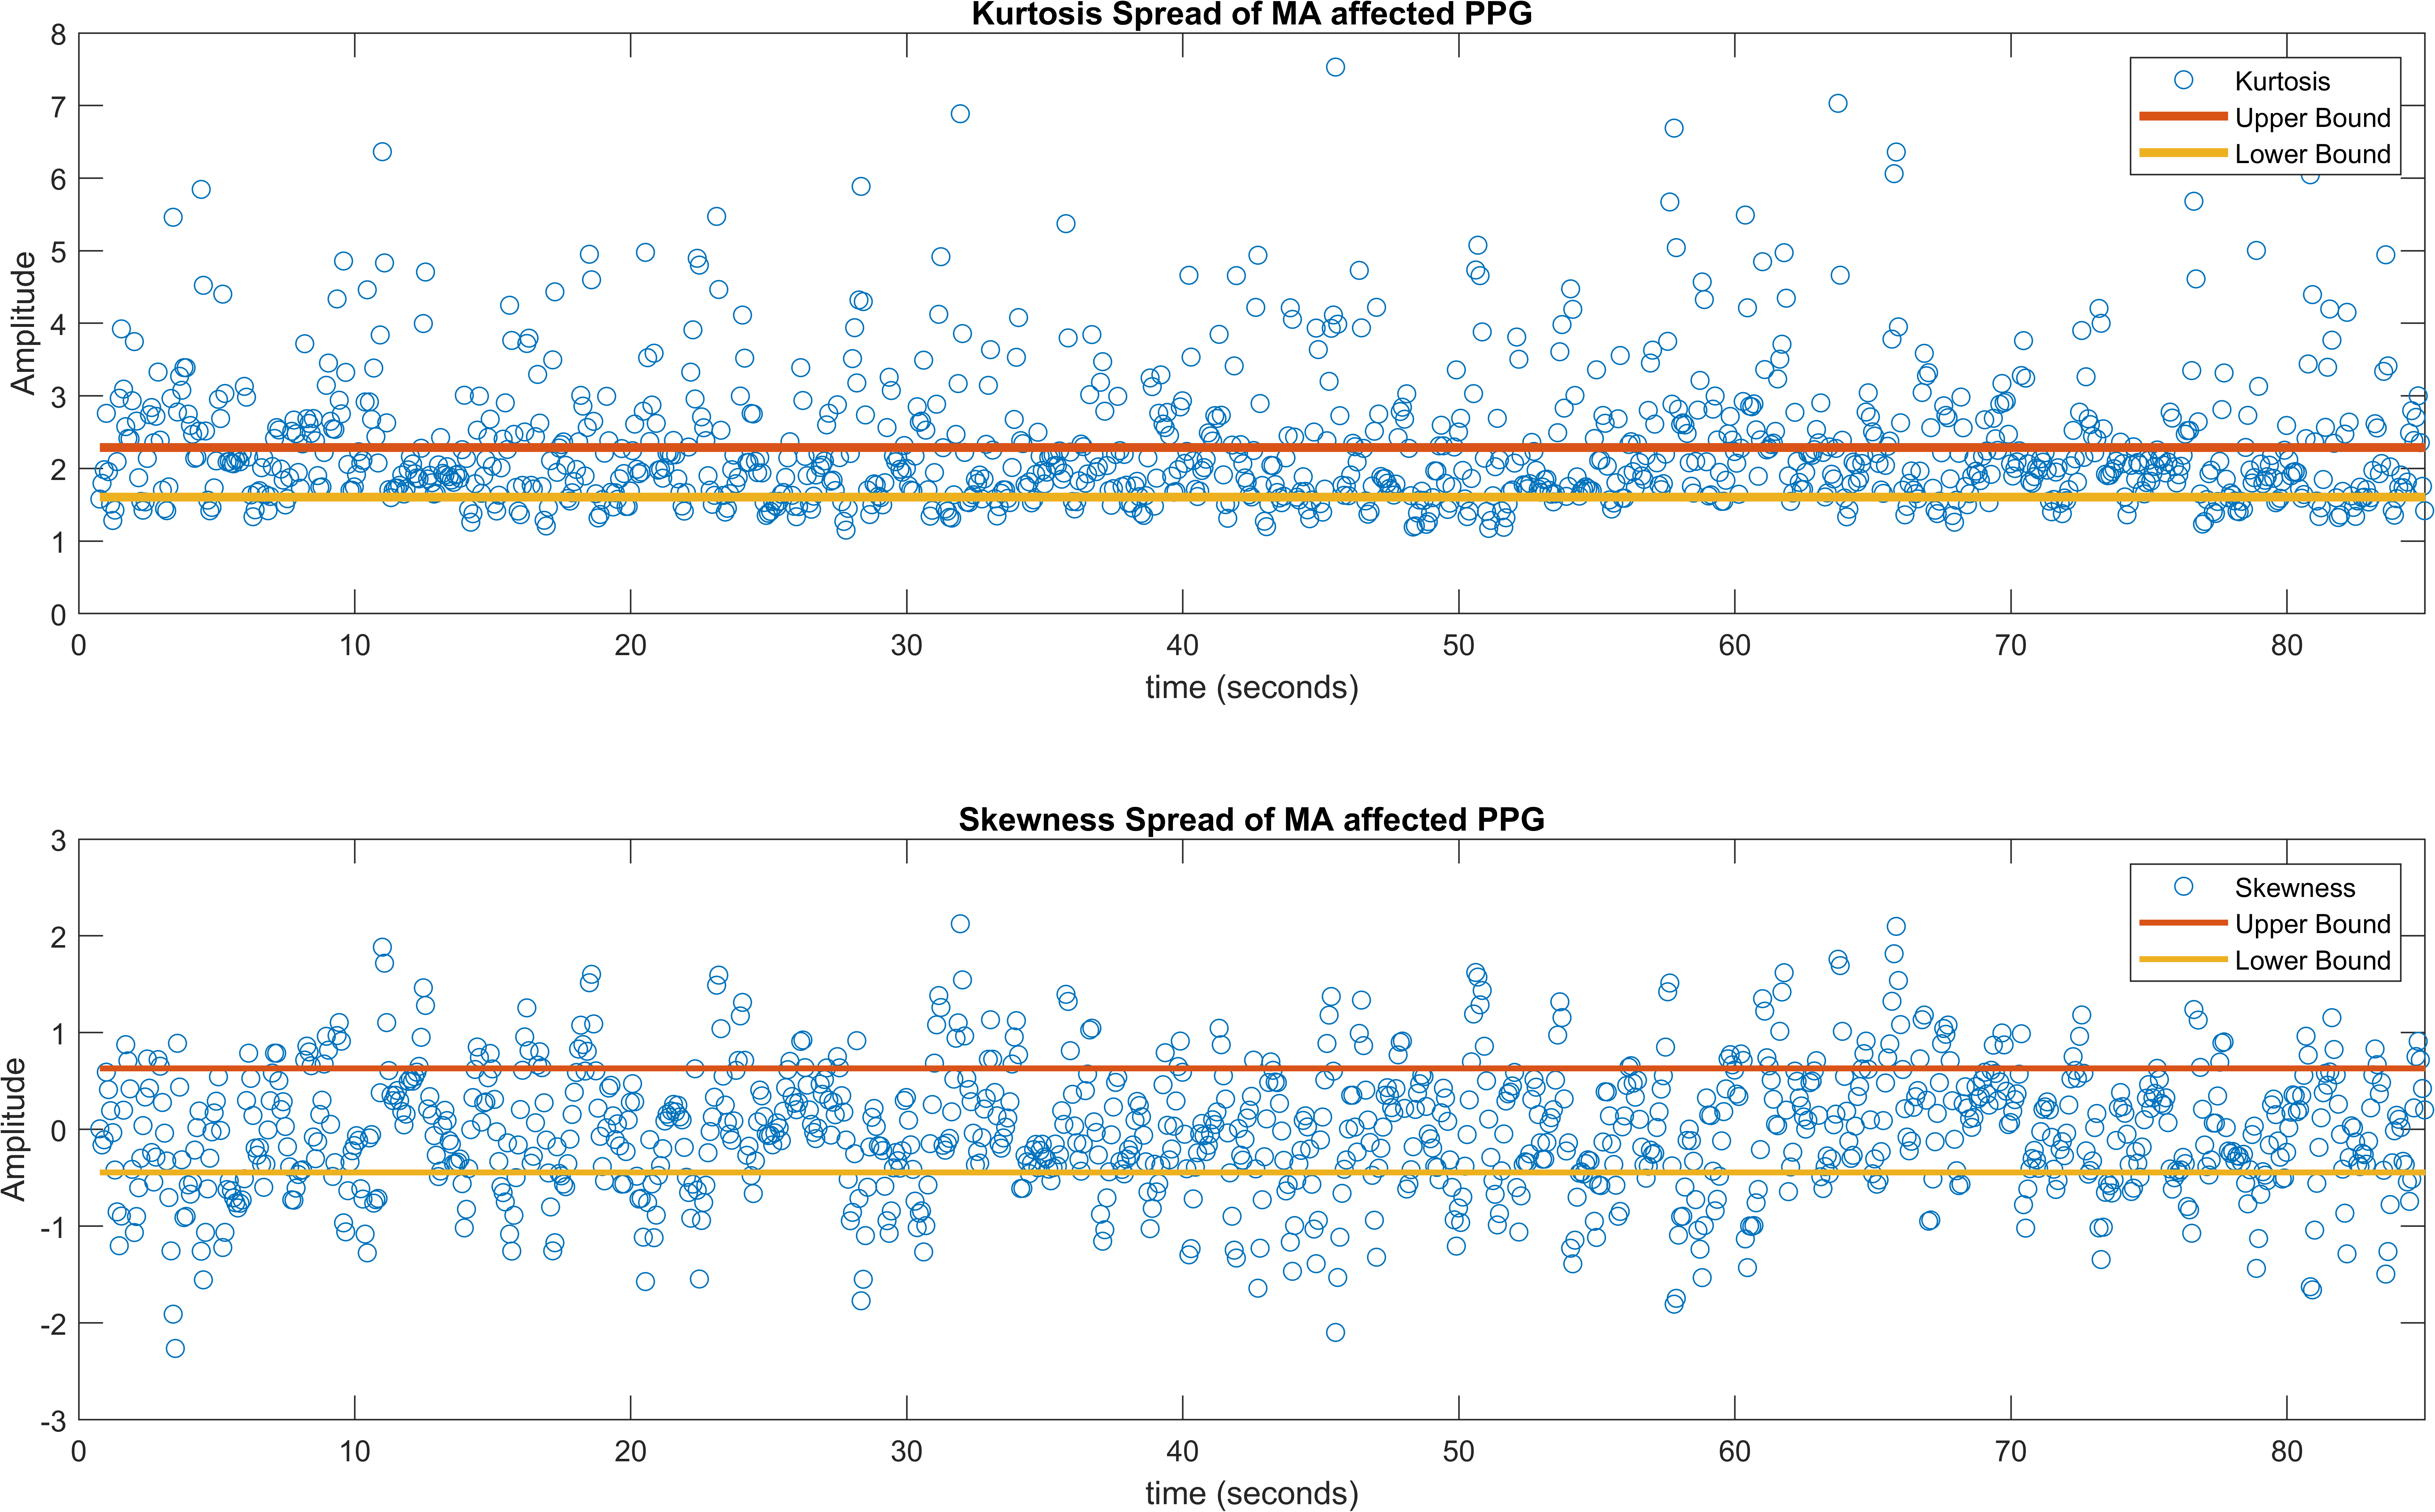 Kurtosis Spread of MA affected PPG
8
7
6
5
4
3
2
1
0
Amplitude
Kurtosis
Upper Bound
Lower Bound
0 10 20 30 40 50 60 70 80
time (seconds)
Skewness Spread of MA affected PPG
3
2
1
0
-1
-2
-3
Amplitude
Skewness
Upper Bound
Lower Bound
0 10 20 30 40 50 60 70 80
time (seconds)